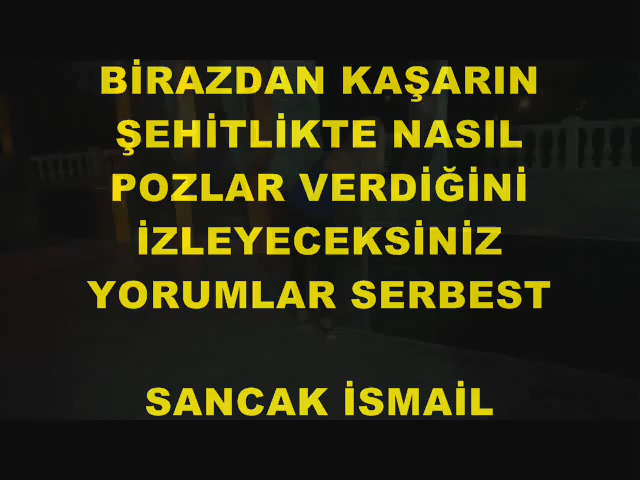 BİRAZDAN KAŞARIN
ŞEHİTLİKTE NASIL
POZLAR VERDİĞİNİ
İZLEYECEKSİNİZ
YORUMLAR SERBEST
SANCAK İSMAİL